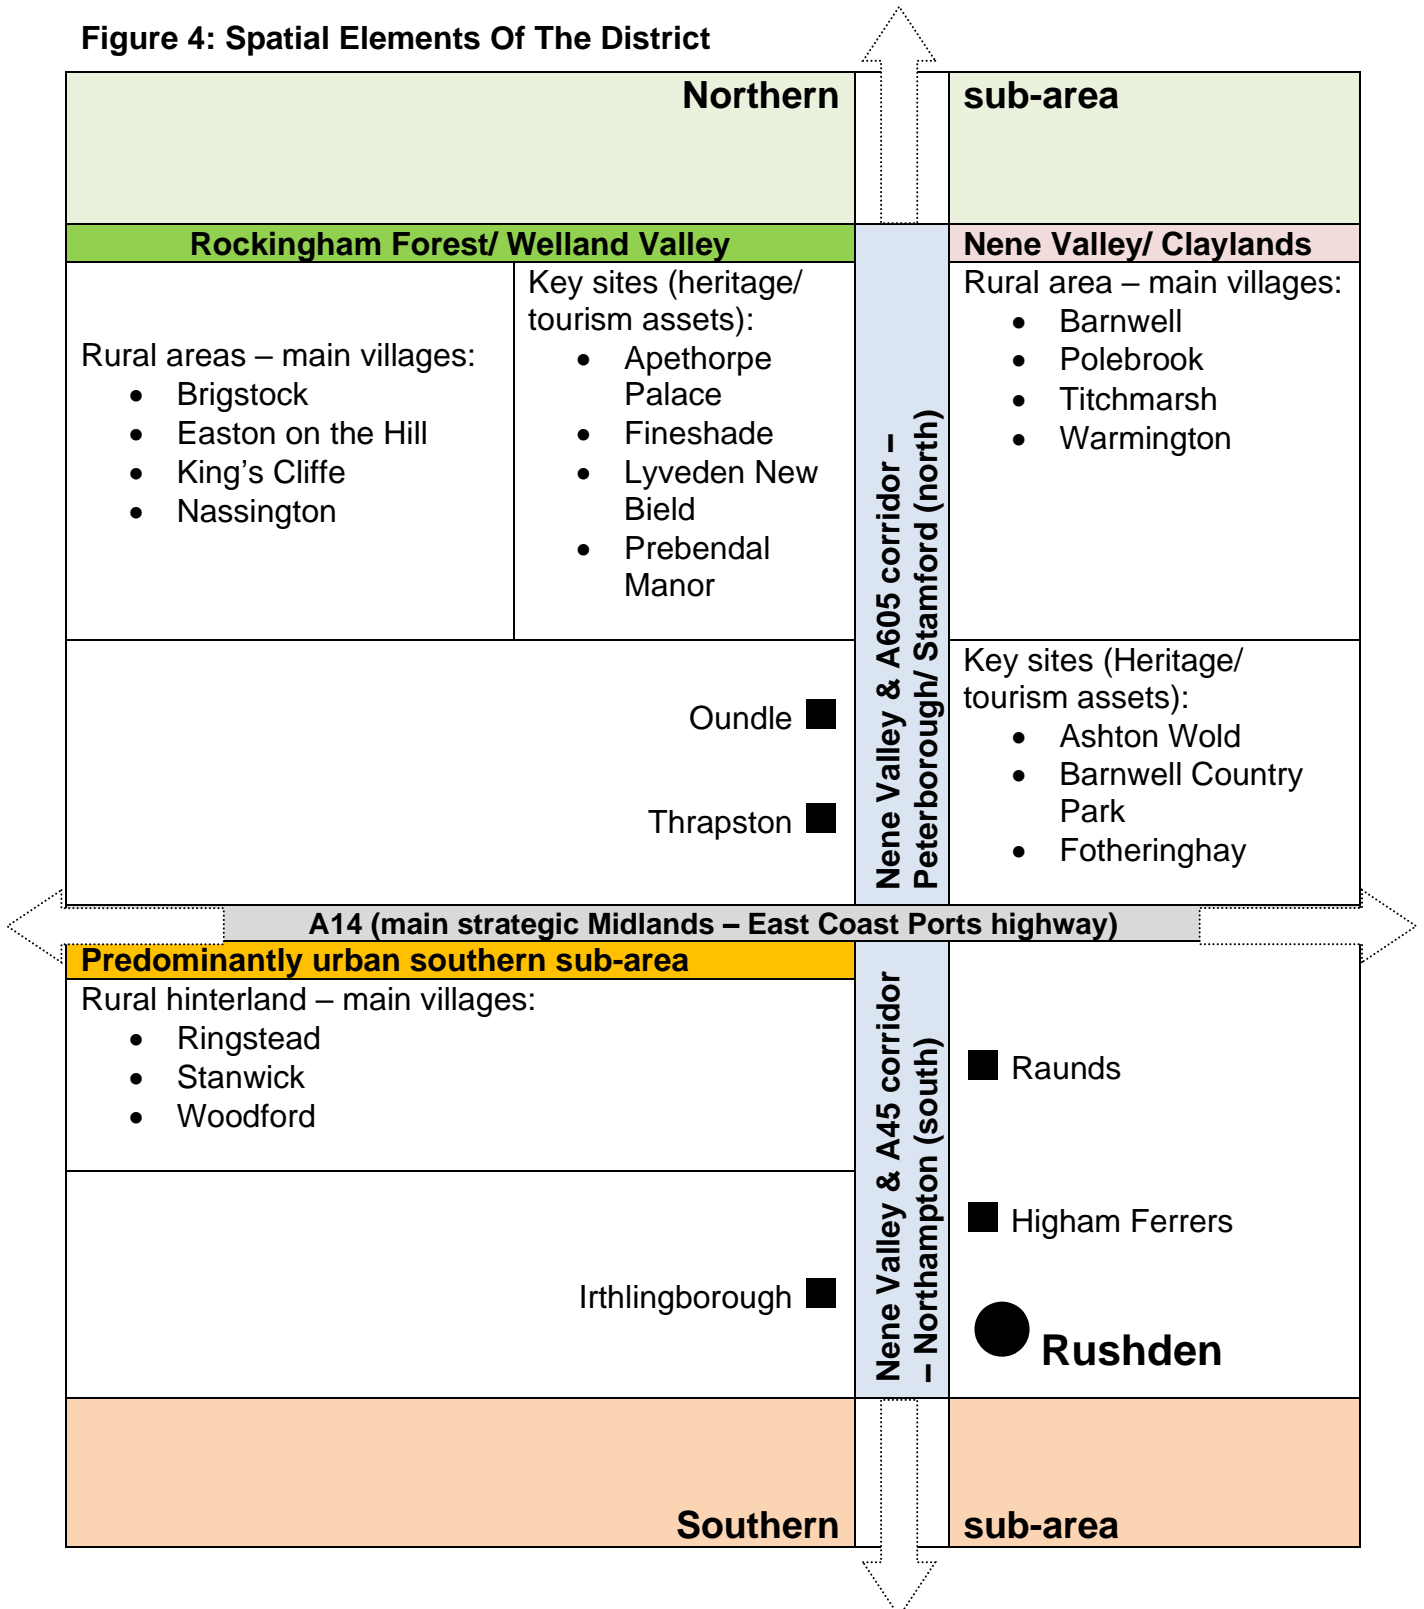 Figure 4: Spatial Elements Of The District
Northern
sub-area
Rockingham Forest/ Welland Valley
Rural areas – main villages:
• Brigstock
• Easton on the Hill
• King’s Cliffe
• Nassington
Key sites (heritage/
tourism assets):
• Apethorpe
Palace
• Fineshade
• Lyveden New
Bield
• Prebendal
Manor
Nene Valley & A605 corridor –
Peterborough/ Stamford (north)
Nene Valley/ Claylands
Rural area – main villages:
• Barnwell
• Polebrook
• Titchmarsh
• Warmington
Oundle
Thrapston
Key sites (Heritage/
tourism assets):
• Ashton Wold
• Barnwell Country
Park
• Fotheringhay
A14 (main strategic Midlands – East Coast Ports highway)
Predominantly urban southern sub-area
Rural hinterland – main villages:
• Ringstead
• Stanwick
• Woodford
Nene Valley & A45 corridor
– Northampton (south)
Raunds
Higham Ferrers
Irthlingborough
Rushden
Southern
sub-area